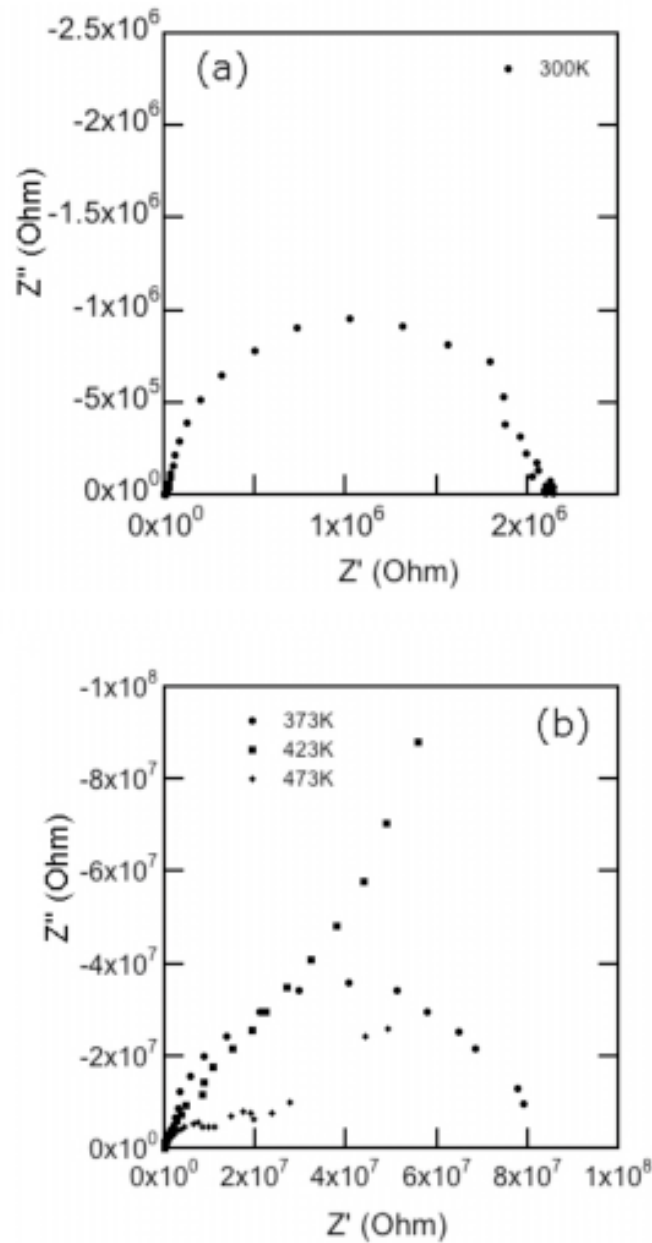 -2.5x10⁶
(a)
300K
-2x10⁶
-1.5x10⁶
Z'' (Ohm)
-1x10⁶
-5x10⁵
0x10⁰
0x10⁰ 1x10⁶ 2x10⁶
Z' (Ohm)
-1x10⁸
373K
(b)
423K
473K
-8x10⁷
-6x10⁷
Z'' (Ohm)
-4x10⁷
-2x10⁷
0x10⁰
0x10⁰ 2x10⁷ 4x10⁷ 6x10⁷ 8x10⁷ 1x10⁸
Z' (Ohm)